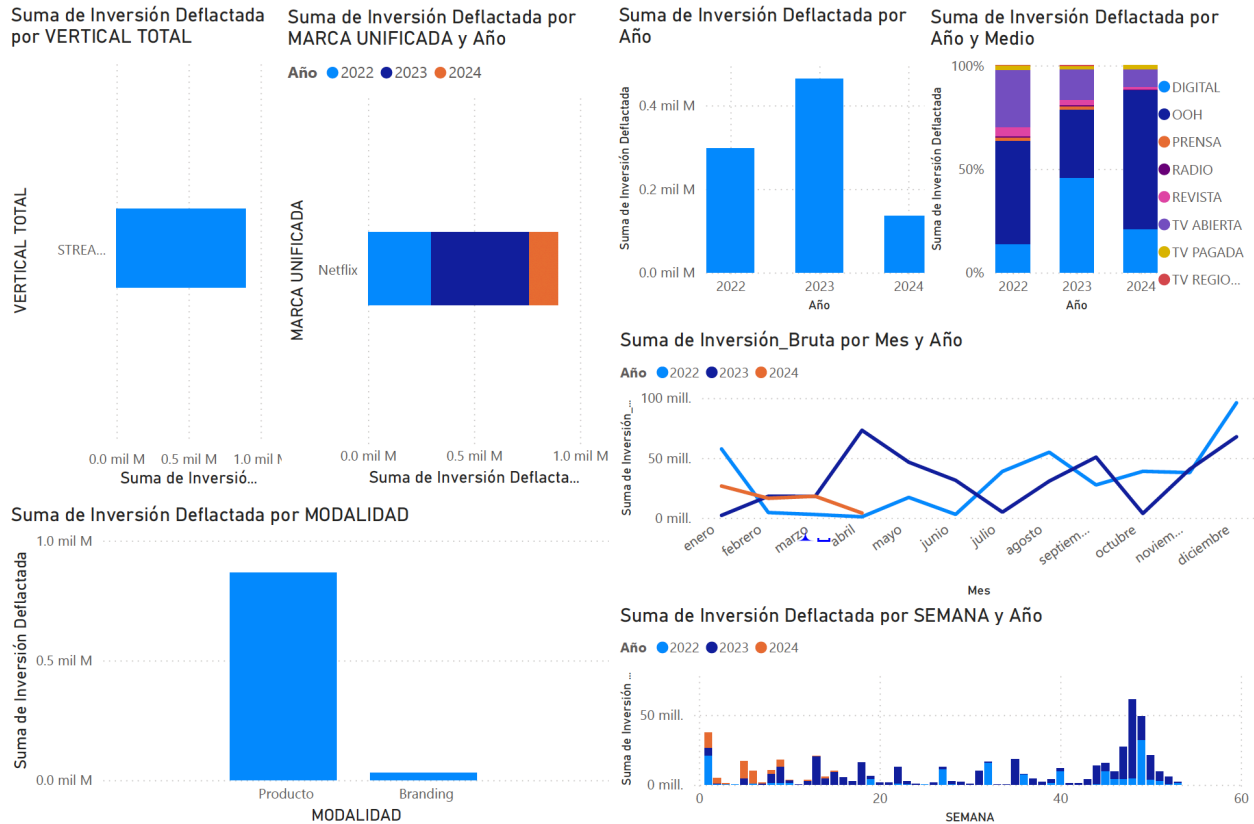 Suma de Inversión Deflactada
por VERTICAL TOTAL
VERTICAL TOTAL
STREA...
0.0 mil M 0.5 mil M 1.0 mil M
Suma de Inversió...
Suma de Inversión Deflactada por
MARCA UNIFICADA y Año
Año 2022 2023 2024
MARCA UNIFICADA
Netflix
0.0 mil M 0.5 mil M 1.0 mil M
Suma de Inversión Deflacta...
Suma de Inversión Deflactada por
Año
Suma de Inversión Deflactada
0.4 mil M
0.2 mil M
0.0 mil M
2022 2023 2024
Año
Suma de Inversión Deflactada por
Año y Medio
Suma de Inversión Deflactada
100%
50%
0%
2022 2023 2024
Año
DIGITAL
OOH
PRENSA
RADIO
REVISTA
TV ABIERTA
TV PAGADA
TV REGIO...
Suma de Inversión_Bruta por Mes y Año
Año 2022 2023 2024
Suma de Inversión_...
100 mill.
50 mill.
0 mill.
enero febrero marzo abril mayo junio julio agosto septiem... octubre noviem... diciembre
Mes
Suma de Inversión Deflactada por MODALIDAD
Suma de Inversión Deflactada
1.0 mil M
0.5 mil M
0.0 mil M
Producto Branding
MODALIDAD
Suma de Inversión Deflactada por SEMANA y Año
Año 2022 2023 2024
Suma de Inversión ...
50 mill.
0 mill.
0 20 40 60
SEMANA